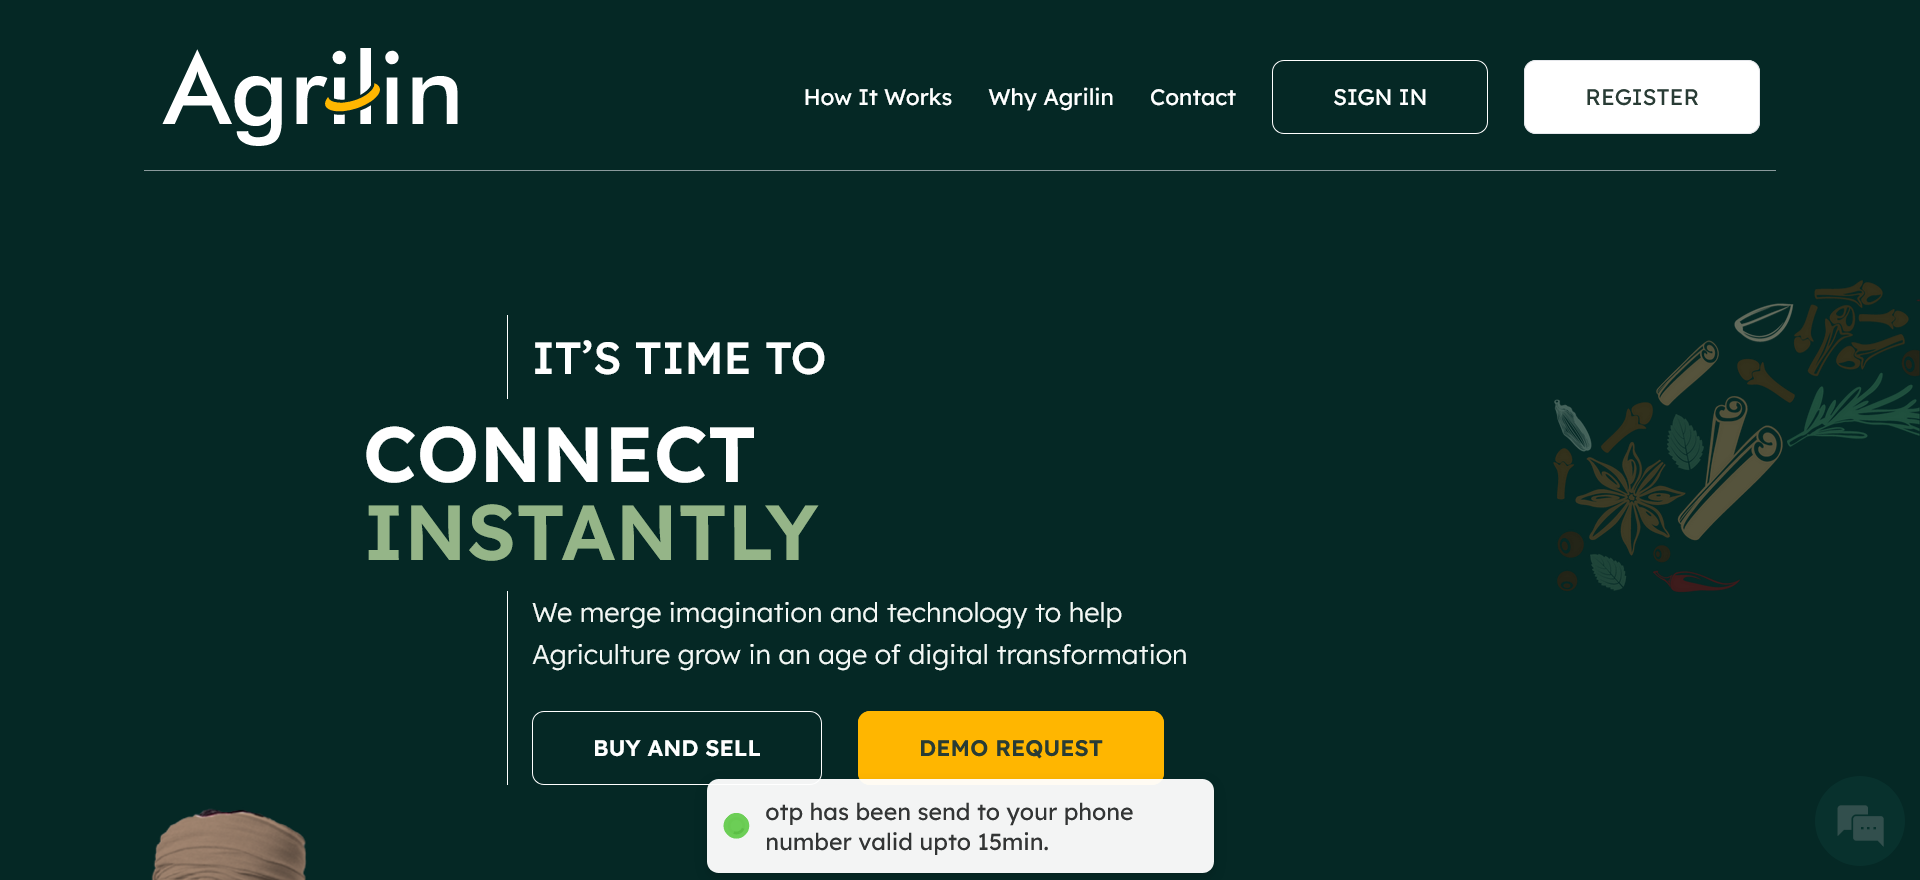 Agrilin
How It Works
Why Agrilin
Contact
SIGN IN
REGISTER
IT’S TIME TO
CONNECT
INSTANTLY
We merge imagination and technology to help
Agriculture grow in an age of digital transformation
BUY AND SELL
DEMO REQUEST
otp has been send to your phone
number valid upto 15min.